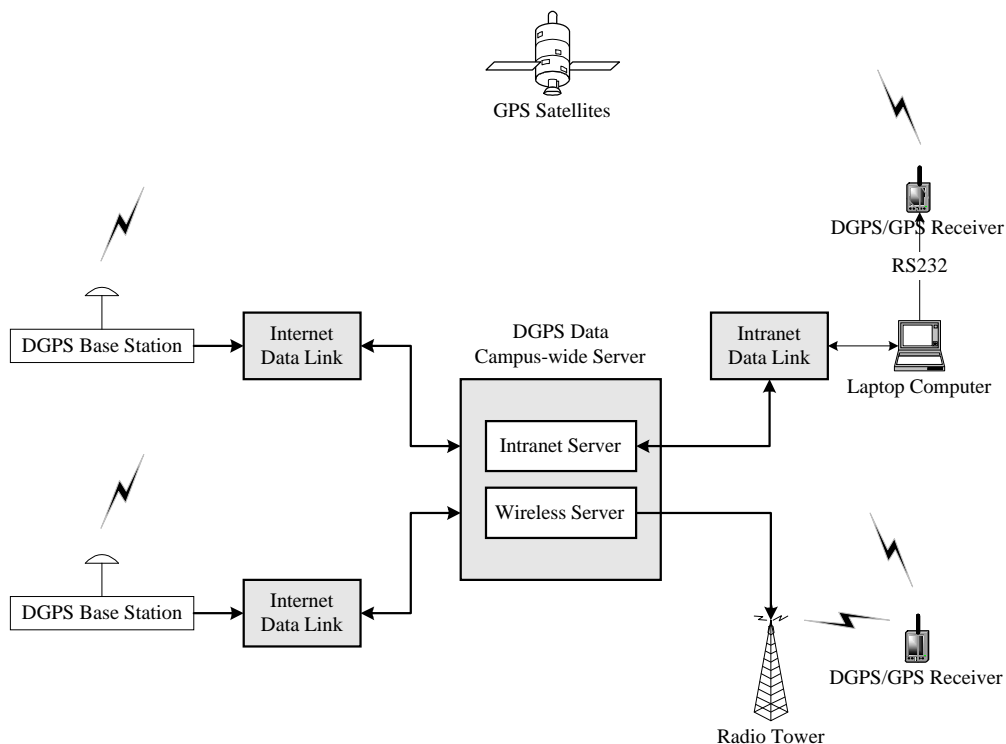 GPS Satellites
DGPS/GPS Receiver
RS232
DGPS Base Station
Internet
Data Link
DGPS Data
Campus-wide Server
Intranet
Data Link
Laptop Computer
Intranet Server
Wireless Server
DGPS Base Station
Internet
Data Link
DGPS/GPS Receiver
Radio Tower